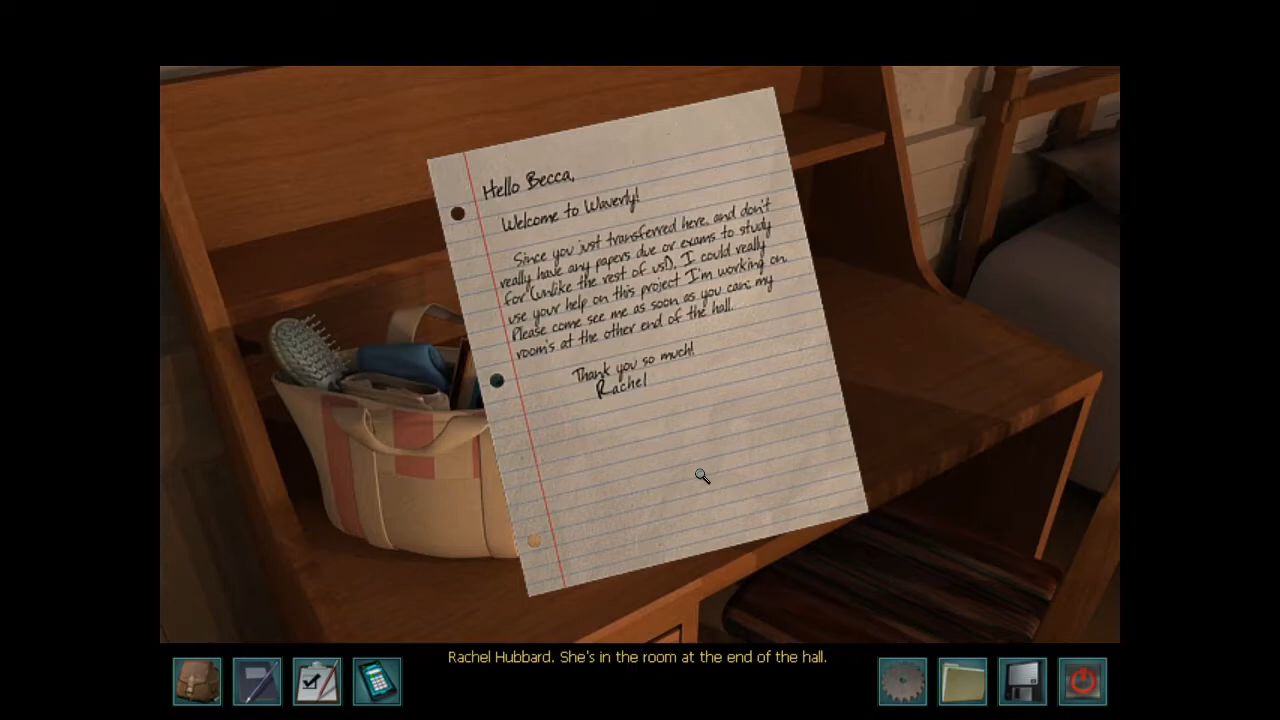 Hello Becca,
Welcome to Waverly!
Since you just transferred here, and don't
really have any papers due or exams to study
for (unlike the rest of us!), I could really
use your help on this project I'm working on.
Please come see me as soon as you can; my
room's at the other end of the hall.
Thank you so much!
Rachel
Rachel Hubbard. She's in the room at the end of the hall.